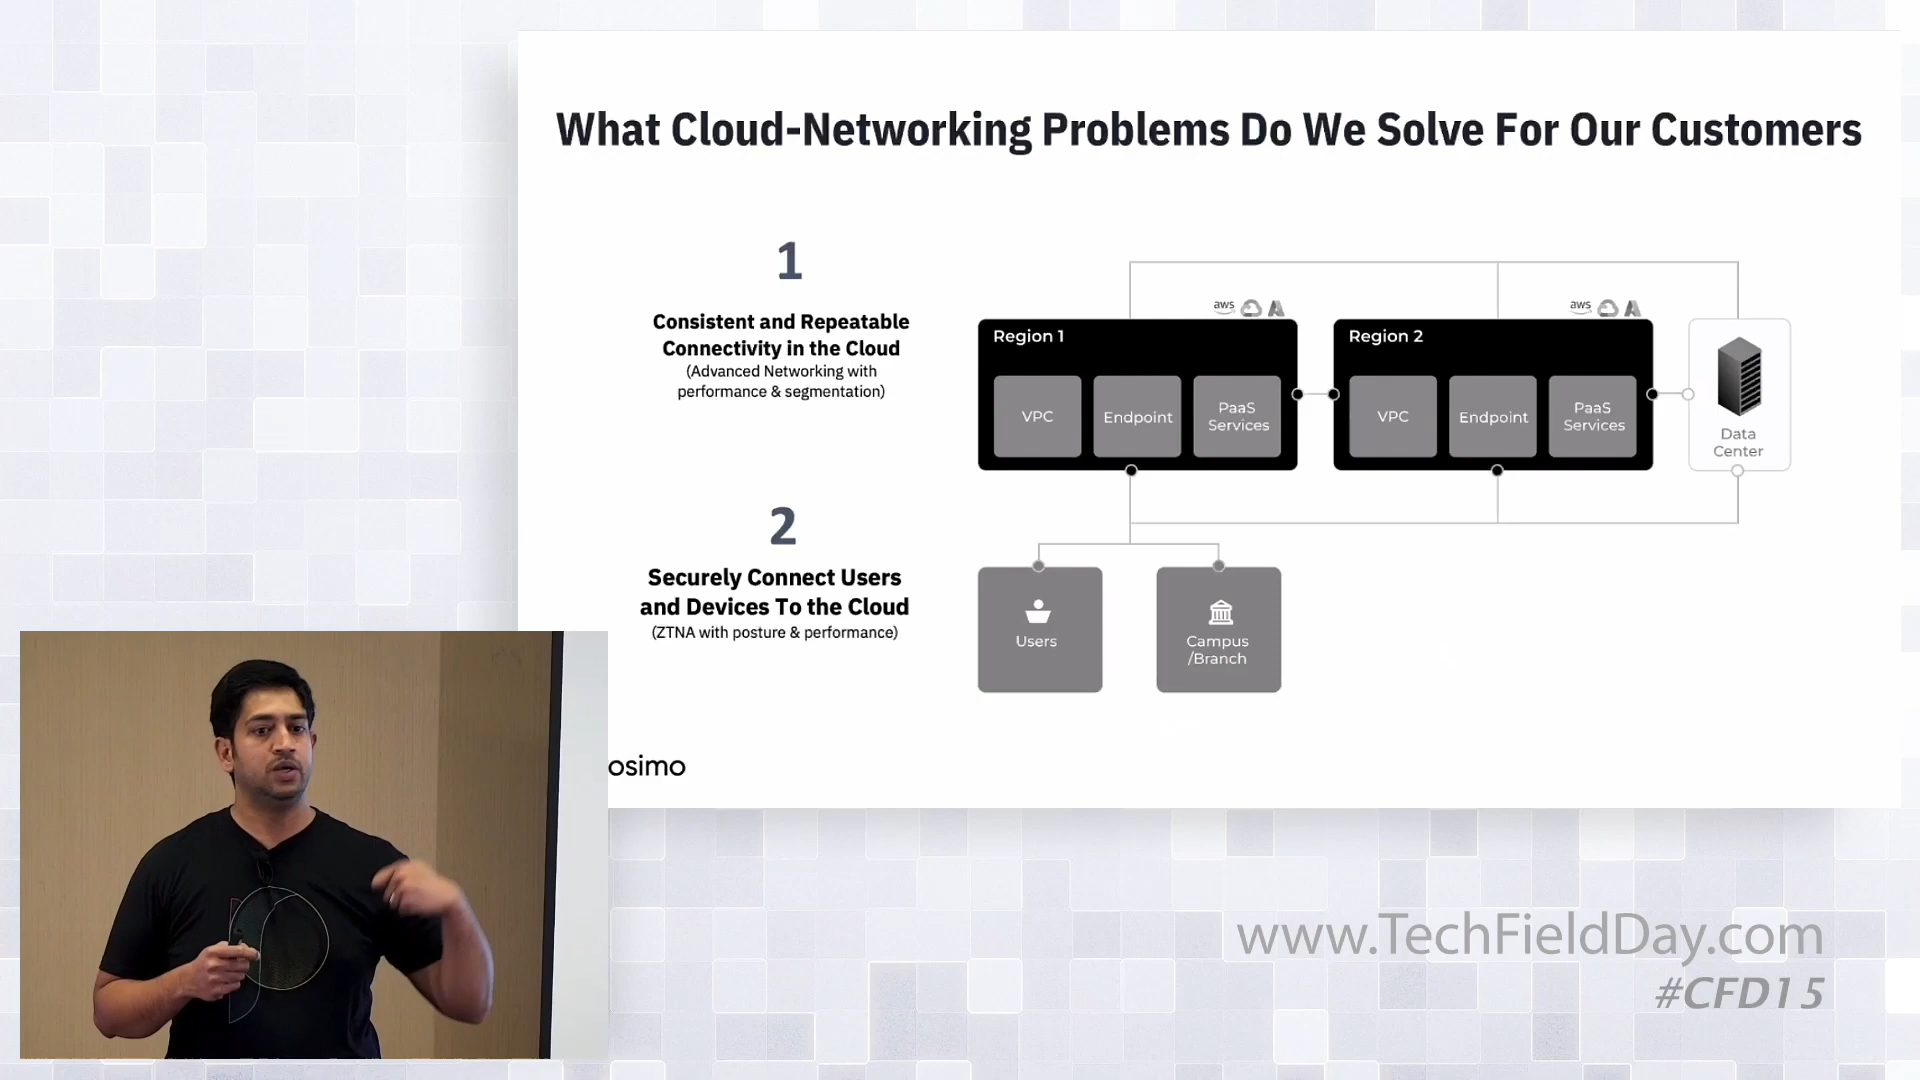 What Cloud-Networking Problems Do We Solve For Our Customers
1
Consistent and Repeatable
Connectivity in the Cloud
(Advanced Networking with
performance & segmentation)
2
Securely Connect Users
and Devices To the Cloud
(ZTNA with posture & performance)
aws
Region 1
VPC
Endpoint
PaaS
Services
aws
Region 2
VPC
Endpoint
PaaS
Services
Data
Center
Users
Campus
/Branch
osimo
www.TechFieldDay.com
#CFD15